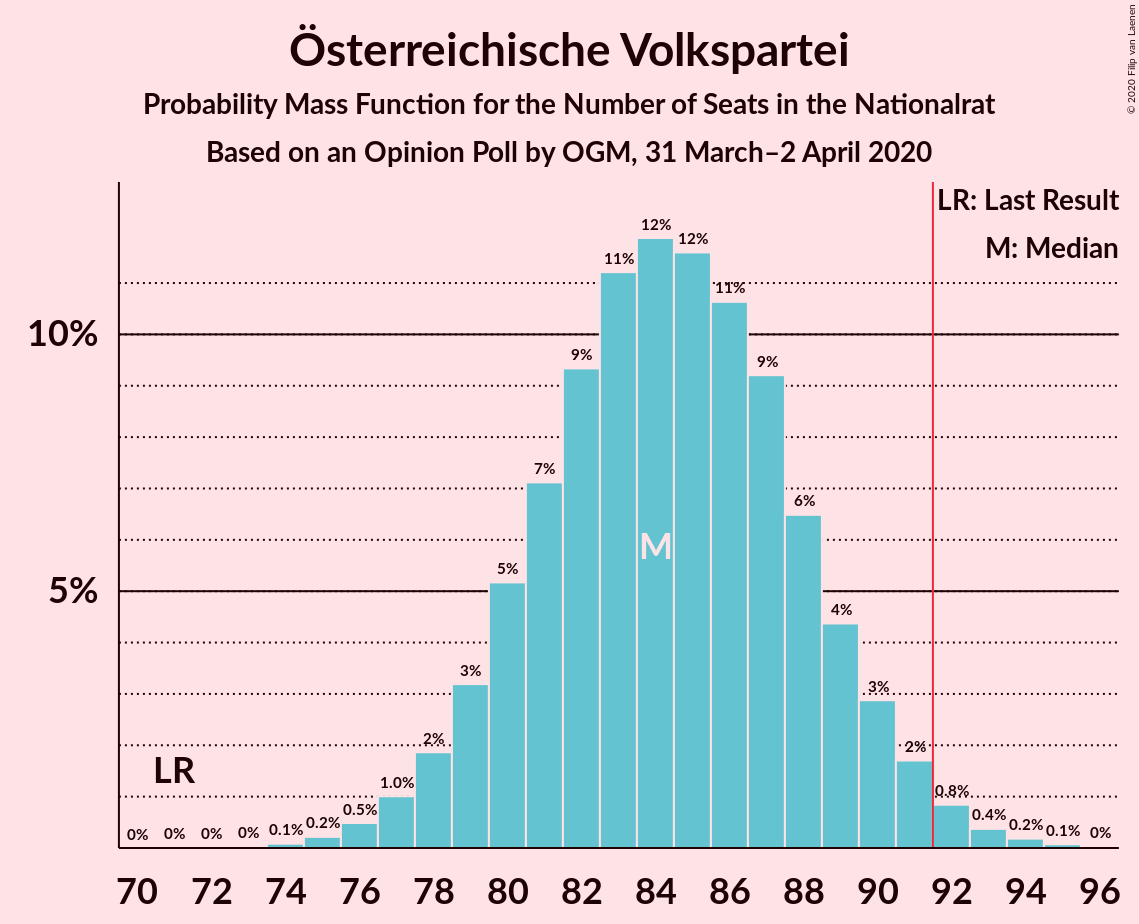 Österreichische Volkspartei
Probability Mass Function for the Number of Seats in the Nationalrat
Based on an Opinion Poll by OGM, 31 March–2 April 2020
© 2020 Filip van Laenen
LR: Last Result
M: Median
10%
5%
0% 0% 0% 0% 0.1% 0.2% 0.5% 1.0% 2% 3% 5% 7% 9% 11% 12% 12% 11% 9% 6% 4% 3% 2% 0.8% 0.4% 0.2% 0.1% 0%
M
LR
70 72 74 76 78 80 82 84 86 88 90 92 94 96